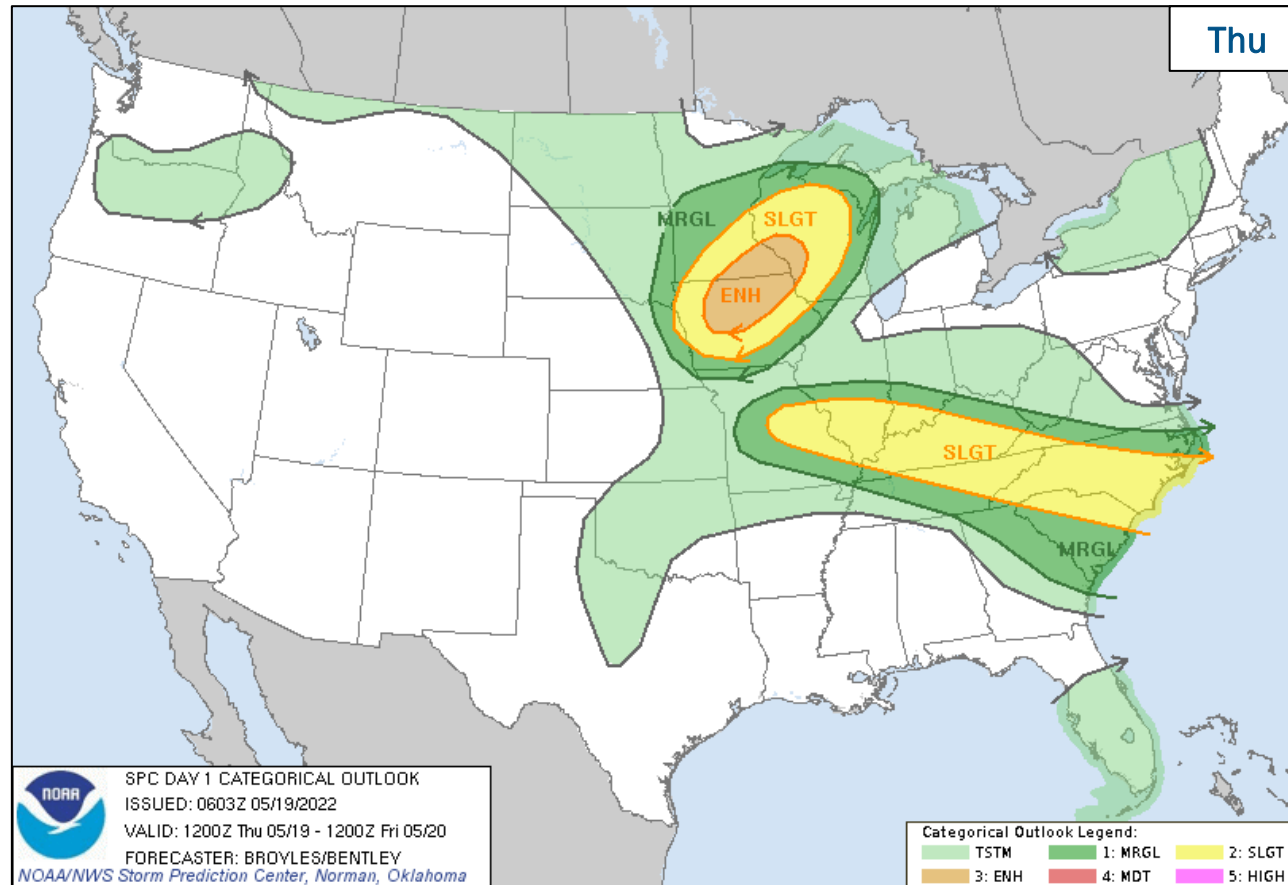 Thu
MRGL
SLGT
ENH
SLGT
MRGL
NOAA
SPC DAY 1 CATEGORICAL OUTLOOK
ISSUED: 0603Z 05/19/2022
VALID: 1200Z Thu 05/19 - 1200Z Fri 05/20
FORECASTER: BROYLES/BENTLEY
NOAA/NWS Storm Prediction Center, Norman, Oklahoma
Categorical Outlook Legend:
TSTM 1: MRGL 2: SLGT
3: ENH 4: MDT 5: HIGH